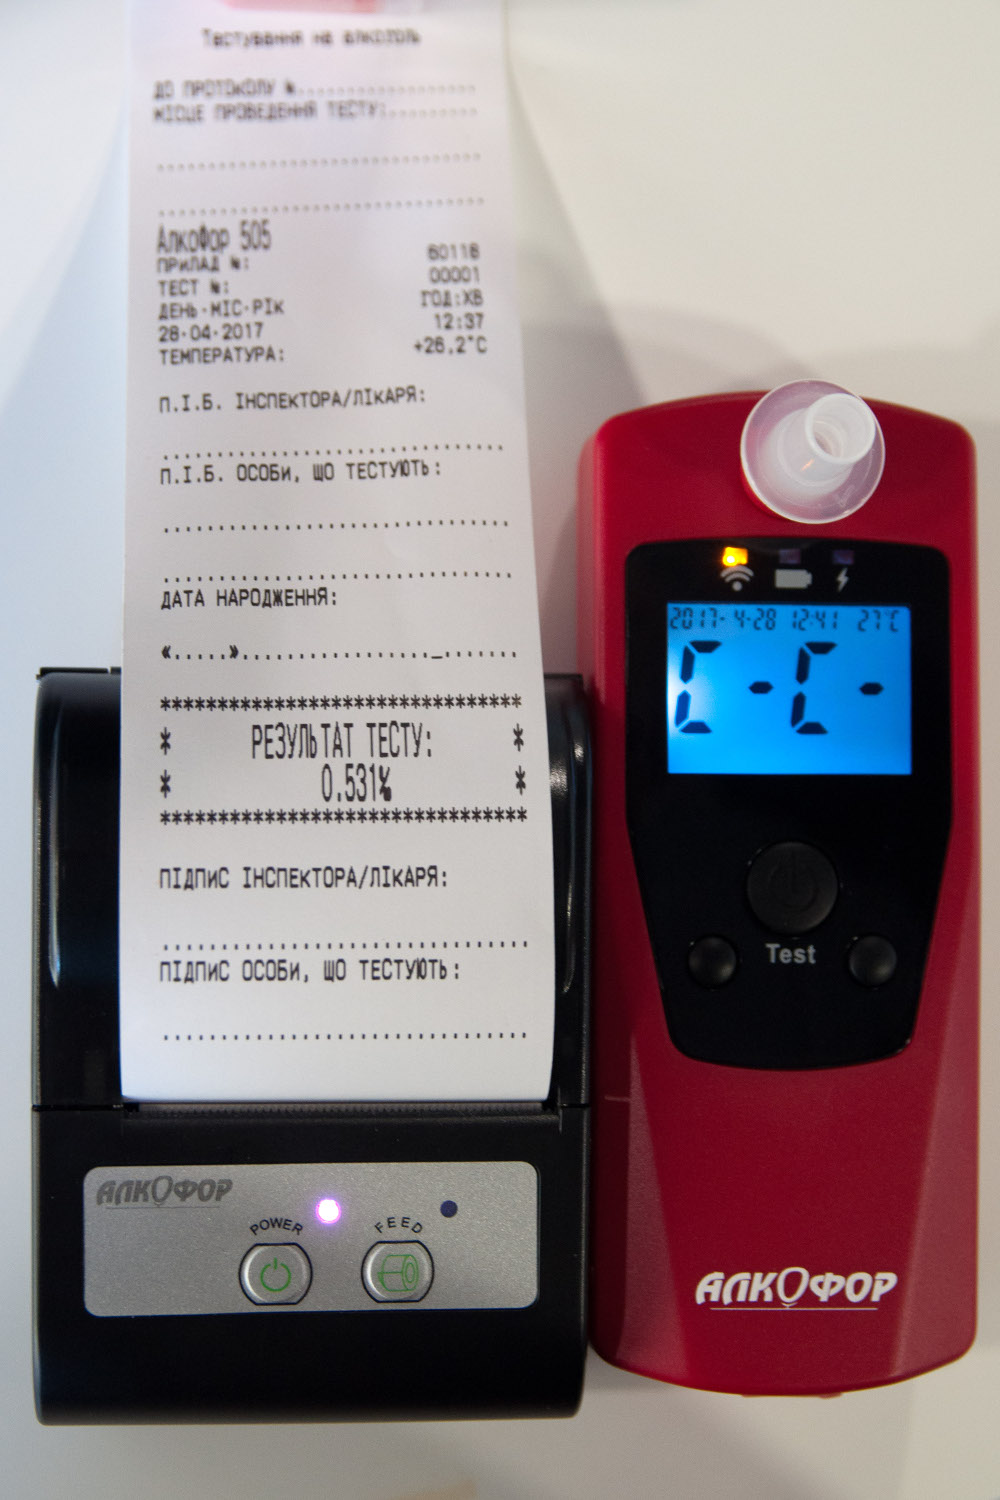 Тестування на алкоголь
ДО ПРОТОКОЛУ №....................
МІСЦЕ ПРОВЕДЕННЯ ТЕСТУ:..........
Алкофор 505
ПРИЛАД №: 60118
ТЕСТ №: 00001
ДЕНЬ·МІС·РІК ГОД:ХВ
28·04·2017 12:37
ТЕМПЕРАТУРА: +26,2°C
П.І.Б. ІНСПЕКТОРА/ЛІКАРЯ:
П.І.Б. ОСОБИ, ЩО ТЕСТУЮТЬ:
ДАТА НАРОДЖЕННЯ:
«.....»...................._.......
*******************************
* РЕЗУЛЬТАТ ТЕСТУ: *
* 0.531‰ *
*******************************
ПІДПИС ІНСПЕКТОРА/ЛІКАРЯ:
ПІДПИС ОСОБИ, ЩО ТЕСТУЮТЬ:
АЛКОФОР
POWER FEED
2017- 4-28 12:41 27°C
C-C-
Test
АЛКОФОР